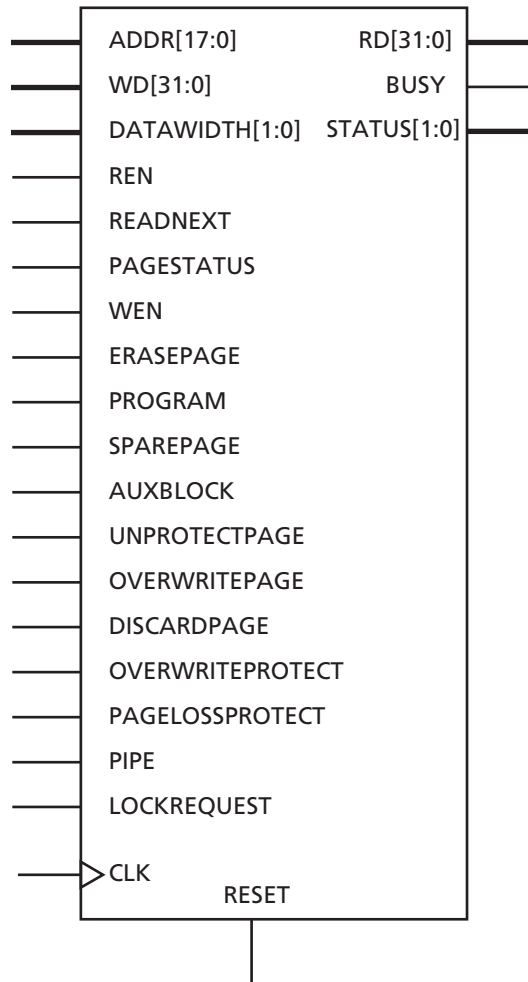 ADDR[17:0] RD[31:0]
WD[31:0] BUSY
DATAWIDTH[1:0] STATUS[1:0]
REN
READNEXT
PAGESTATUS
WEN
ERASEPAGE
PROGRAM
SPAREPAGE
AUXBLOCK
UNPROTECTPAGE
OVERWRITEPAGE
DISCARDPAGE
OVERWRITEPROTECT
PAGELOSSPROTECT
PIPE
LOCKREQUEST
CLK
RESET